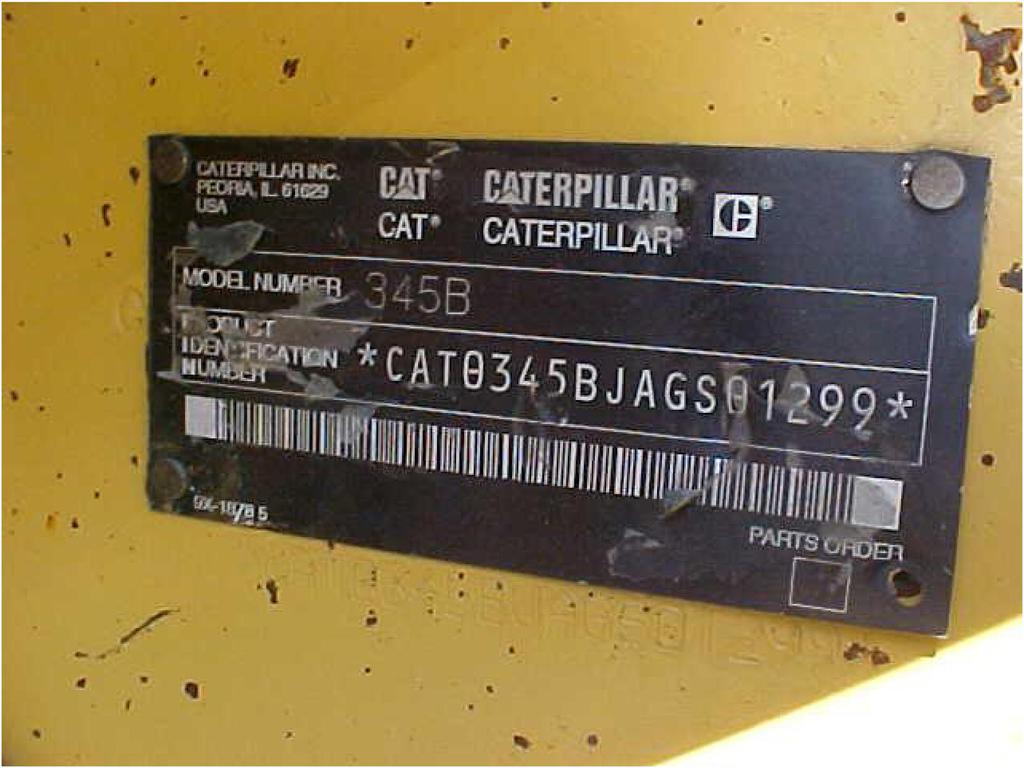 CATERPILLAR INC.
PEORIA, IL. 61629
USA
CAT® CATERPILLAR®
CAT® CATERPILLAR®
MODEL NUMBER 345B
PRODUCT
IDENTIFICATION
NUMBER
*CAT0345BJAGS01299*
PARTS ORDER